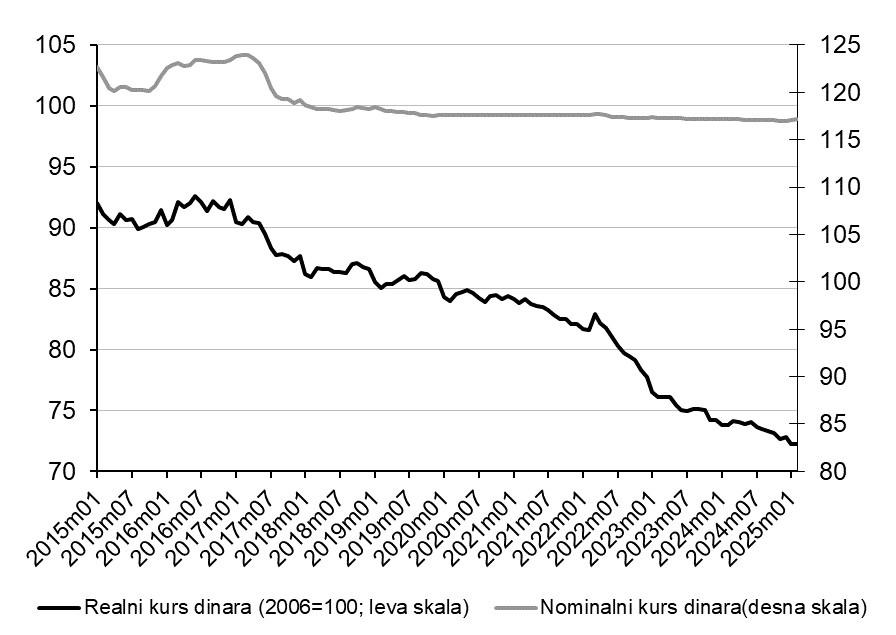 105
100
95
90
85
80
75
70
125
120
115
110
105
100
95
90
85
80
2015m01
2015m07
2016m01
2016m07
2017m01
2017m07
2018m01
2018m07
2019m01
2019m07
2020m01
2020m07
2021m01
2021m07
2022m01
2022m07
2023m01
2023m07
2024m01
2024m07
2025m01
Realni kurs dinara (2006=100; leva skala)
Nominalni kurs dinara(desna skala)